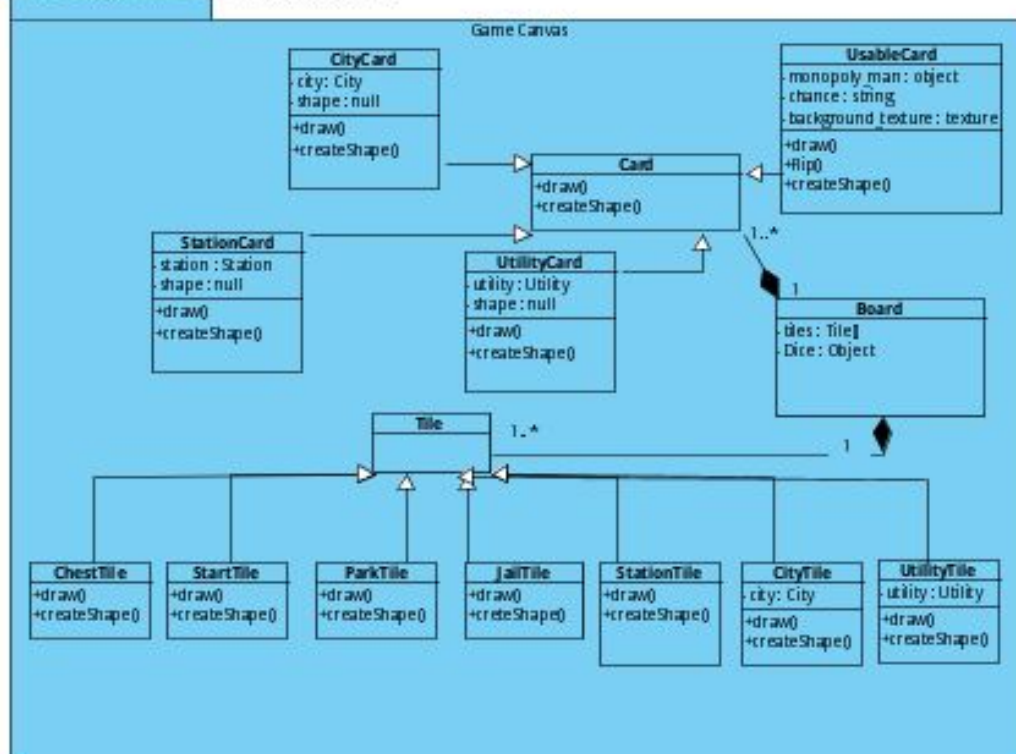 Game Canvas
CityCard
- city: City
- shape : null
+draw()
+createShape()
UsableCard
- monopoly_man : object
- chance : string
- background_texture : texture
+draw()
+flip()
+createShape()
Card
+draw()
+createShape()
StationCard
- station : Station
- shape : null
+draw()
+createShape()
UtilityCard
- utility : Utility
- shape : null
+draw()
+createShape()
1..*
1
Board
- tiles : Tile[]
- Dice : Object
Tile
1..*
1
ChestTile
+draw()
+createShape()
StartTile
+draw()
+createShape()
ParkTile
+draw()
+createShape()
JailTile
+draw()
+creteShape()
StationTile
+draw()
+createShape()
CityTile
- city: City
+draw()
+createShape()
UtilityTile
- utility : Utility
+draw()
+createShape()